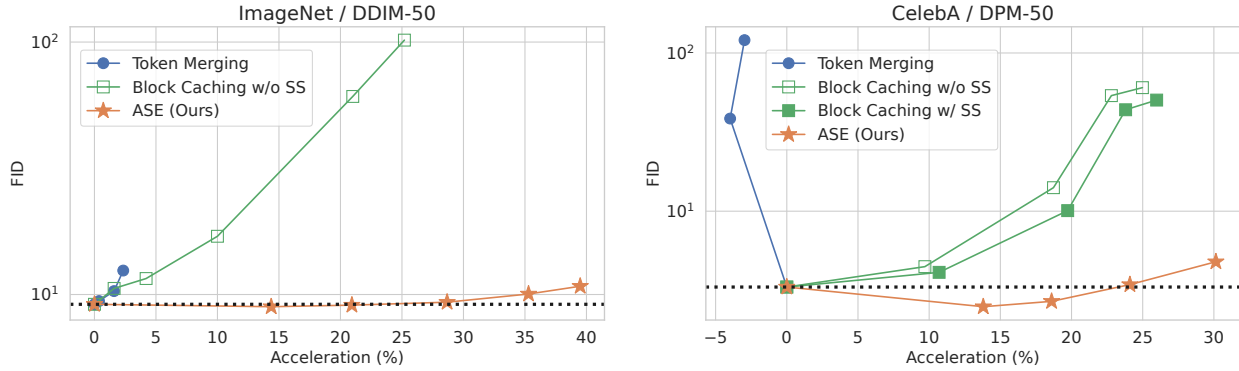 ImageNet / DDIM-50
10²
10¹
FID
Token Merging
Block Caching w/o SS
ASE (Ours)
0 5 10 15 20 25 30 35 40
Acceleration (%)
CelebA / DPM-50
10²
10¹
FID
Token Merging
Block Caching w/o SS
Block Caching w/ SS
ASE (Ours)
−5 0 5 10 15 20 25 30
Acceleration (%)